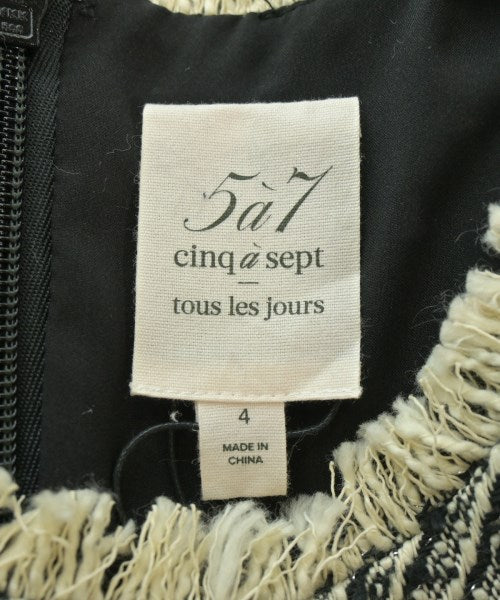 5à7
cinq à sept
tous les jours
4
MADE IN
CHINA